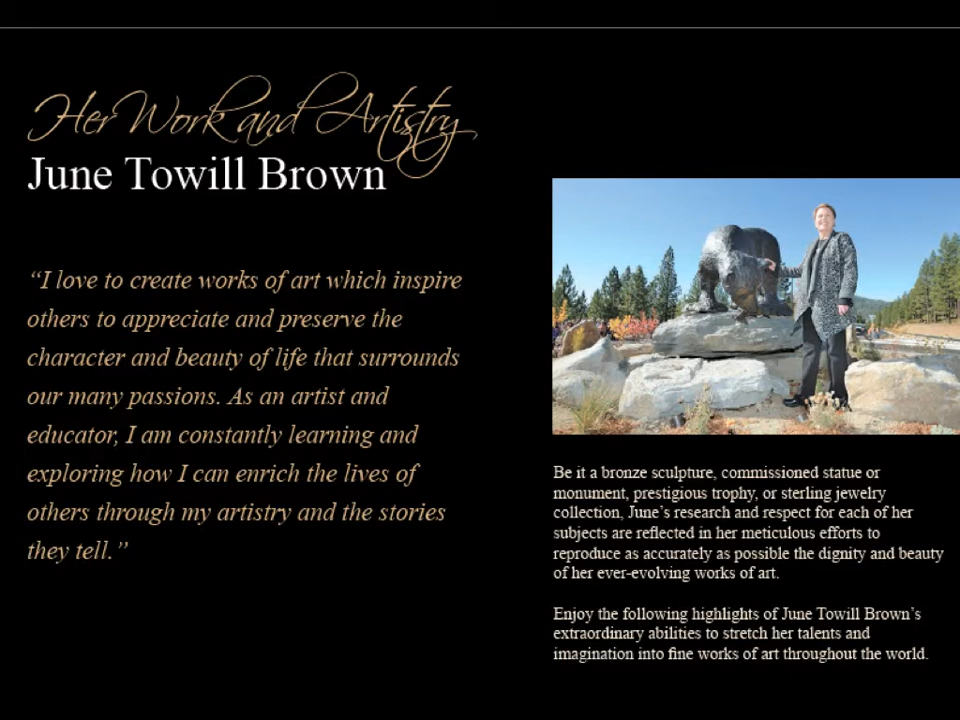 Her Work and Artistry
June Towill Brown
“I love to create works of art which inspire
others to appreciate and preserve the
character and beauty of life that surrounds
our many passions. As an artist and
educator, I am constantly learning and
exploring how I can enrich the lives of
others through my artistry and the stories
they tell.”
Be it a bronze sculpture, commissioned statue or
monument, prestigious trophy, or sterling jewelry
collection, June’s research and respect for each of her
subjects are reflected in her meticulous efforts to
reproduce as accurately as possible the dignity and beauty
of her ever-evolving works of art.
Enjoy the following highlights of June Towill Brown’s
extraordinary abilities to stretch her talents and
imagination into fine works of art throughout the world.